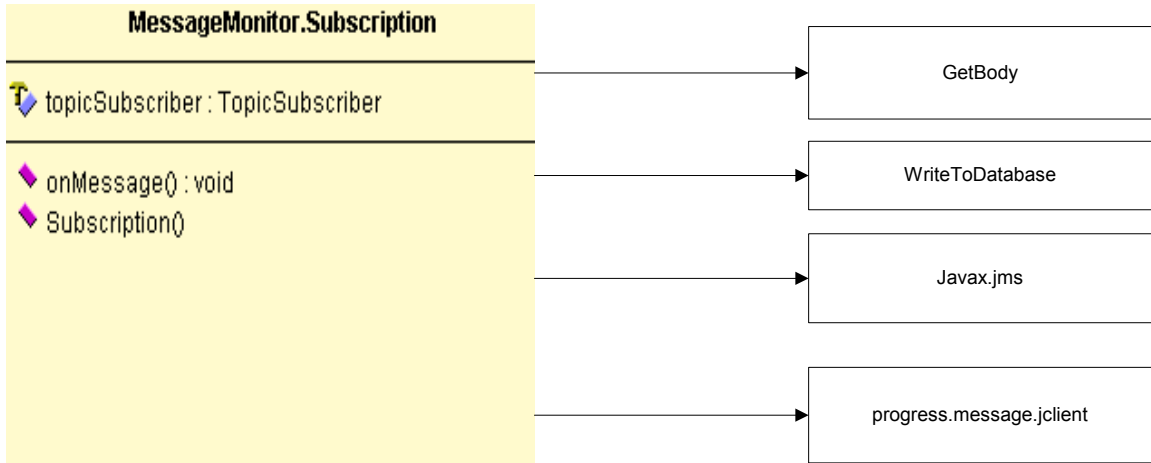 MessageMonitor.Subscription
topicSubscriber : TopicSubscriber
onMessage() : void
Subscription()
GetBody
WriteToDatabase
Javax.jms
progress.message.jclient